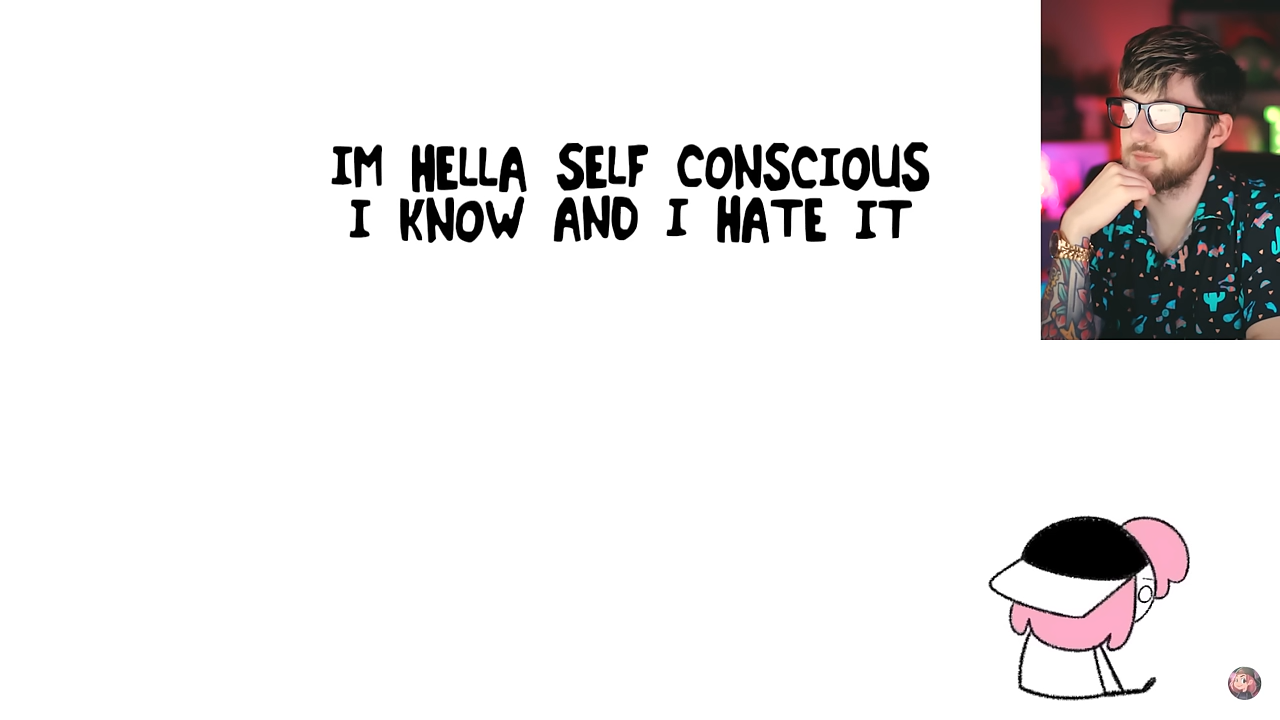 IM HELLA SELF CONSCIOUS
I KNOW AND I HATE IT